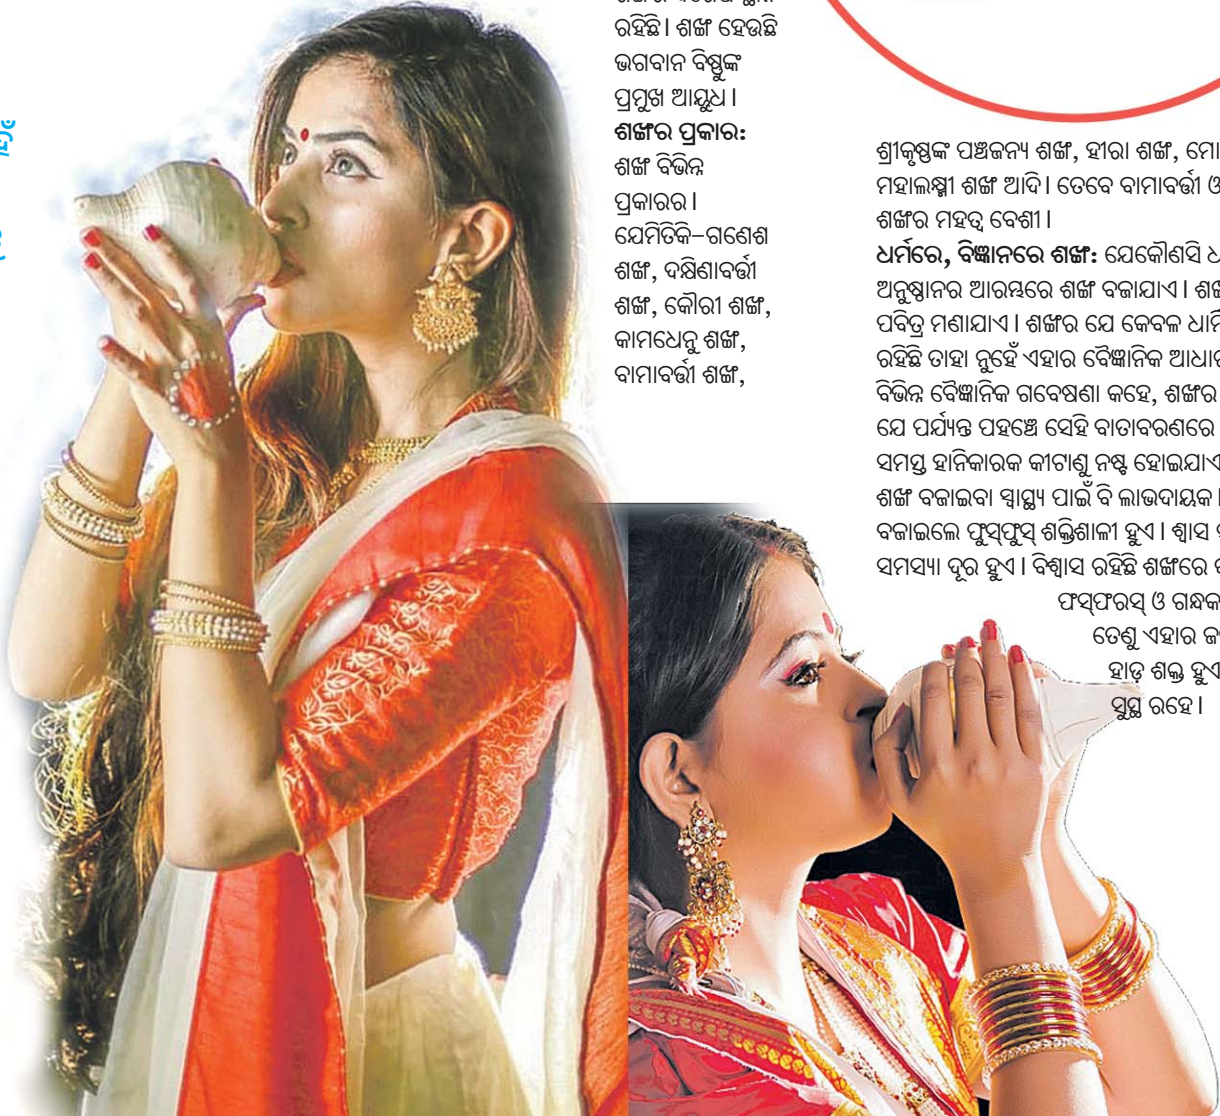 ରହିଛି। ଶଙ୍ଖ ହେଉଛି
ଭଗବାନ ବିଷ୍ଣୁଙ୍କ
ପ୍ରମୁଖ ଆୟୁଧ।
ଶଙ୍ଖର ପ୍ରକାର:
ଶଙ୍ଖ ବିଭିନ୍ନ
ପ୍ରକାରର।
ଯେମିତିକି–ଗଣେଶ
ଶଙ୍ଖ, ଦକ୍ଷିଣାବର୍ତ୍ତୀ
ଶଙ୍ଖ, କୌରୀ ଶଙ୍ଖ,
କାମଧେନୁ ଶଙ୍ଖ,
ବାମାବର୍ତ୍ତୀ ଶଙ୍ଖ,
ଶ୍ରୀକୃଷ୍ଣଙ୍କ ପଞ୍ଚଜନ୍ୟ ଶଙ୍ଖ, ହୀରା ଶଙ୍ଖ,
ମହାଲକ୍ଷ୍ମୀ ଶଙ୍ଖ ଆଦି। ତେବେ ବାମାବର୍ତ୍ତୀ ଓ
ଶଙ୍ଖର ମହତ୍ୱ ବେଶୀ।
ଧର୍ମରେ, ବିଜ୍ଞାନରେ ଶଙ୍ଖ: ଯେକୌଣସି
ଅନୁଷ୍ଠାନର ଆରମ୍ଭରେ ଶଙ୍ଖ ବଜାଯାଏ।
ପବିତ୍ର ମଣାଯାଏ। ଶଙ୍ଖର ଯେ କେବଳ
ରହିଛି ତାହା ନୁହେଁ ଏହାର ବୈଜ୍ଞାନିକ
ବିଭିନ୍ନ ବୈଜ୍ଞାନିକ ଗବେଷଣା କହେ, ଶଙ୍ଖର
ଯେ ପର୍ଯ୍ୟନ୍ତ ପହଞ୍ଚେ ସେହି ବାତାବରଣରେ
ସମସ୍ତ ହାନିକାରକ କୀଟାଣୁ ନଷ୍ଟ ହୋଇଯାଏ
ଶଙ୍ଖ ବଜାଇବା ସ୍ୱାସ୍ଥ୍ୟ ପାଇଁ ବି ଲାଭଦାୟକ।
ବଜାଇଲେ ଫୁସ୍‌ଫୁସ୍ ଶକ୍ତିଶାଳୀ ହୁଏ। ଶ୍ୱାସ
ସମସ୍ୟା ଦୂର ହୁଏ। ବିଶ୍ୱାସ ରହିଛି ଶଙ୍ଖରେ
ଫସ୍‌ଫରସ୍ ଓ ଗନ୍ଧକ
ତେଣୁ ଏହାର
ହାଡ଼ ଶକ୍ତ ହୁଏ
ସୁସ୍ଥ ରହେ।